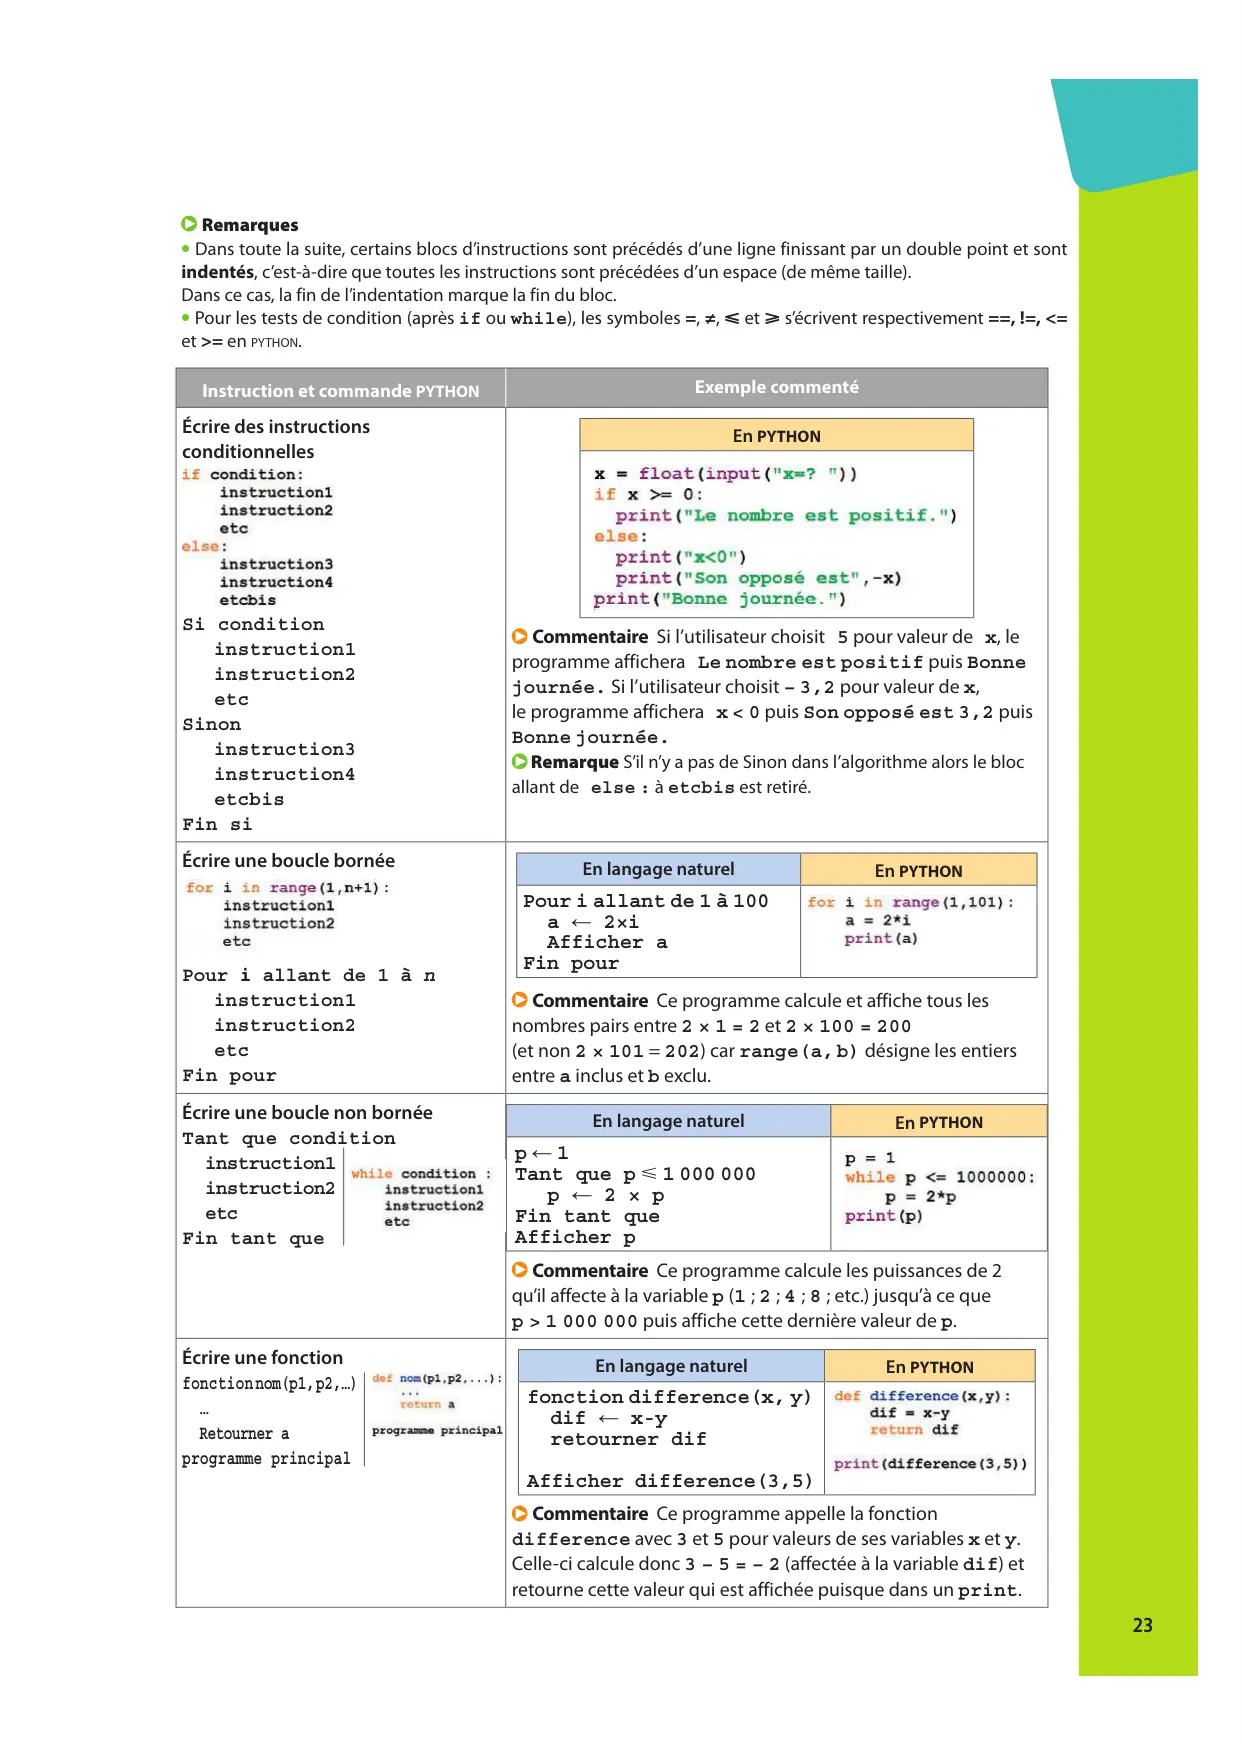 Remarques
• Dans toute la suite, certains blocs d’instructions sont précédés d’une ligne finissant par un double point et sont
indentés, c’est-à-dire que toutes les instructions sont précédées d’un espace (de même taille).
Dans ce cas, la fin de l’indentation marque la fin du bloc.
• Pour les tests de condition (après if ou while), les symboles =, ≠, ⩽ et ⩾ s’écrivent respectivement ==, !=, <=
et >= en PYTHON.
Instruction et commande PYTHON
Exemple commenté
Écrire des instructions
conditionnelles
if condition:
instruction1
instruction2
etc
else:
instruction3
instruction4
etcbis
Si condition
instruction1
instruction2
etc
Sinon
instruction3
instruction4
etcbis
Fin si
En PYTHON
x = float(input("x=? "))
if x >= 0:
print("Le nombre est positif.")
else:
print("x<0")
print("Son opposé est",-x)
print("Bonne journée.")
Commentaire Si l’utilisateur choisit 5 pour valeur de x, le
programme affichera Le nombre est positif puis Bonne
journée. Si l’utilisateur choisit – 3,2 pour valeur de x,
le programme affichera x < 0 puis Son opposé est 3,2 puis
Bonne journée.
Remarque S’il n’y a pas de Sinon dans l’algorithme alors le bloc
allant de else : à etcbis est retiré.
Écrire une boucle bornée
for i in range(1,n+1):
instruction1
instruction2
etc
Pour i allant de 1 à n
instruction1
instruction2
etc
Fin pour
En langage naturel
Pour i allant de 1 à 100
a ← 2×i
Afficher a
Fin pour
En PYTHON
for i in range(1,101):
a = 2*i
print(a)
Commentaire Ce programme calcule et affiche tous les
nombres pairs entre 2 × 1 = 2 et 2 × 100 = 200
(et non 2 × 101 = 202) car range(a, b) désigne les entiers
entre a inclus et b exclu.
Écrire une boucle non bornée
Tant que condition
instruction1
instruction2
etc
Fin tant que
while condition :
instruction1
instruction2
etc
En langage naturel
p ← 1
Tant que p ⩽ 1 000 000
p ← 2 × p
Fin tant que
Afficher p
En PYTHON
p = 1
while p <= 1000000:
p = 2*p
print(p)
Commentaire Ce programme calcule les puissances de 2
qu’il affecte à la variable p (1 ; 2 ; 4 ; 8 ; etc.) jusqu’à ce que
p > 1 000 000 puis affiche cette dernière valeur de p.
Écrire une fonction
fonction nom(p1,p2,…)
…
Retourner a
programme principal
def nom(p1,p2,...):
...
return a
programme principal
En langage naturel
fonction difference(x, y)
dif ← x-y
retourner dif
Afficher difference(3,5)
En PYTHON
def difference(x,y):
dif = x-y
return dif
print(difference(3,5))
Commentaire Ce programme appelle la fonction
difference avec 3 et 5 pour valeurs de ses variables x et y.
Celle-ci calcule donc 3 – 5 = – 2 (affectée à la variable dif) et
retourne cette valeur qui est affichée puisque dans un print.
23